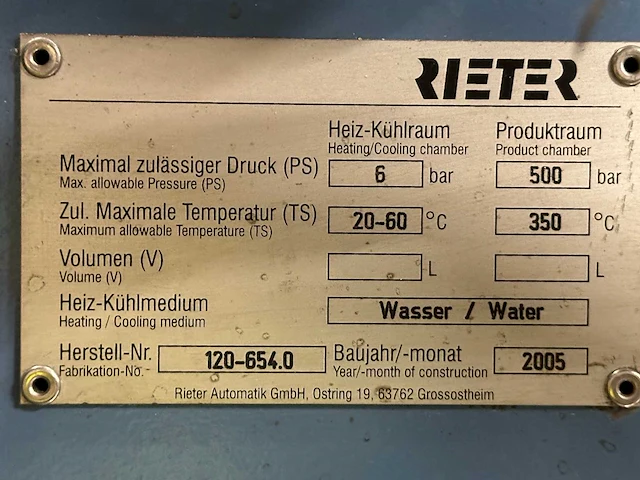 RIETER
Heiz-Kühlraum Produktraum
Heating/Cooling chamber Product chamber
Maximal zulässiger Druck (PS) 6 bar 500 bar
Max. allowable Pressure (PS)
Zul. Maximale Temperatur (TS) 20-60 °C 350 °C
Maximum allowable Temperature (TS)
Volumen (V) L L
Volume (V)
Heiz-Kühlmedium Wasser / Water
Heating / Cooling medium
Herstell-Nr. 120-654.0 Baujahr/-monat 2005
Fabrikation-No. Year/-month of construction
Rieter Automatik GmbH, Ostring 19, 63762 Grossostheim